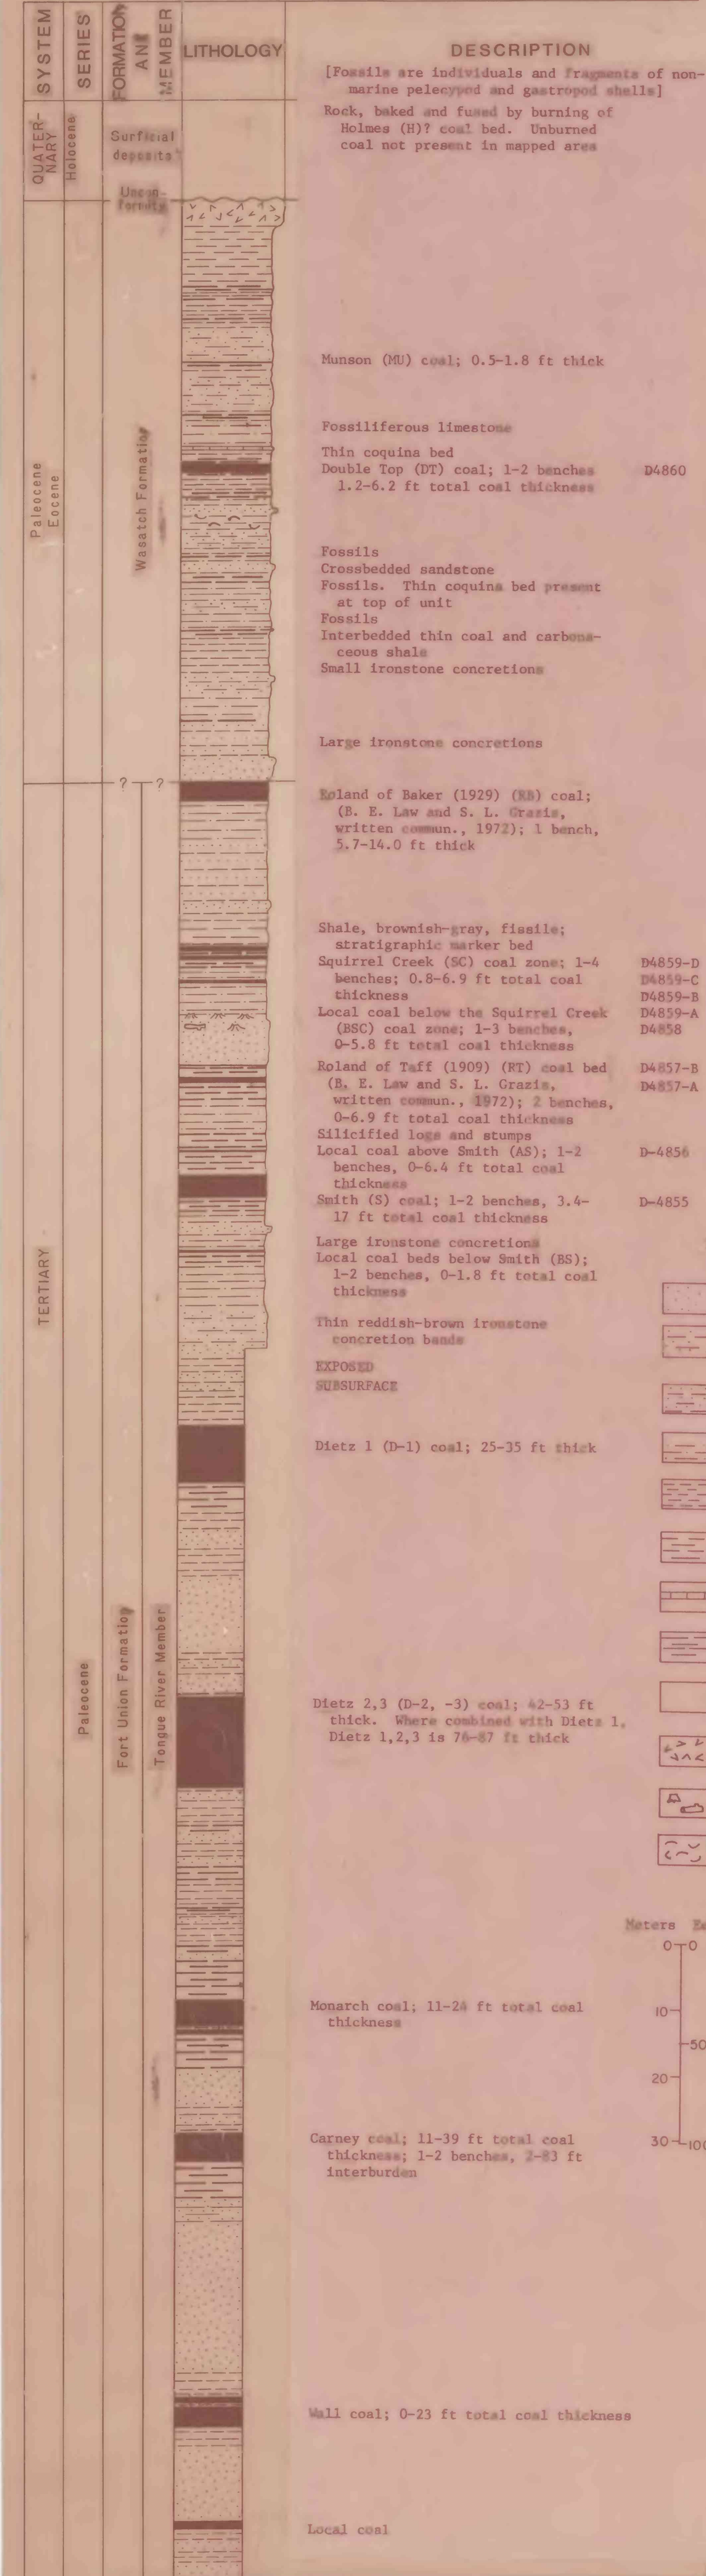 SYSTEM
SERIES
FORMATION
AND
MEMBER
LITHOLOGY
DESCRIPTION
[Fossils are individuals and fragments of non-
marine pelecypod and gastropod shells]
QUATER-
NARY
Holocene
Surficial
deposits
Uncon-
formity
Rock, baked and fused by burning of
Holmes (H)? coal bed. Unburned
coal not present in mapped area
Munson (MU) coal; 0.5-1.8 ft thick
Fossiliferous limestone
Thin coquina bed
Double Top (DT) coal; 1-2 benches D4860
1.2-6.2 ft total coal thickness
Paleocene
Eocene
Wasatch Formation
Fossils
Crossbedded sandstone
Fossils. Thin coquina bed present
at top of unit
Fossils
Interbedded thin coal and carbona-
ceous shale
Small ironstone concretions
Large ironstone concretions
? ?
Roland of Baker (1929) (RB) coal;
(B. E. Law and S. L. Grazis,
written commun., 1972); 1 bench,
5.7-14.0 ft thick
Shale, brownish-gray, fissile;
stratigraphic marker bed
Squirrel Creek (SC) coal zone; 1-4 D4859-D
benches; 0.8-6.9 ft total coal D4859-C
thickness D4859-B
Local coal below the Squirrel Creek D4859-A
(BSC) coal zone; 1-3 benches, D4858
0-5.8 ft total coal thickness
Roland of Taff (1909) (RT) coal bed D4857-B
(B. E. Law and S. L. Grazis, D4857-A
written commun., 1972); 2 benches,
0-6.9 ft total coal thickness
Silicified logs and stumps
Local coal above Smith (AS); 1-2 D-4856
benches, 0-6.4 ft total coal
thickness
Smith (S) coal; 1-2 benches, 3.4- D-4855
17 ft total coal thickness
Large ironstone concretions
Local coal beds below Smith (BS);
1-2 benches, 0-1.8 ft total coal
thickness
TERTIARY
Thin reddish-brown ironstone
concretion bands
EXPOSED
SUBSURFACE
Dietz 1 (D-1) coal; 25-35 ft thick
Paleocene
Fort Union Formation
Tongue River Member
Dietz 2,3 (D-2, -3) coal; 42-53 ft
thick. Where combined with Dietz 1,
Dietz 1,2,3 is 76-87 ft thick
Meters
0 0
10
50
20
30 100
Monarch coal; 11-24 ft total coal
thickness
Carney coal; 11-39 ft total coal
thickness; 1-2 benches, 2-83 ft
interburden
Wall coal; 0-23 ft total coal thickness
Local coal